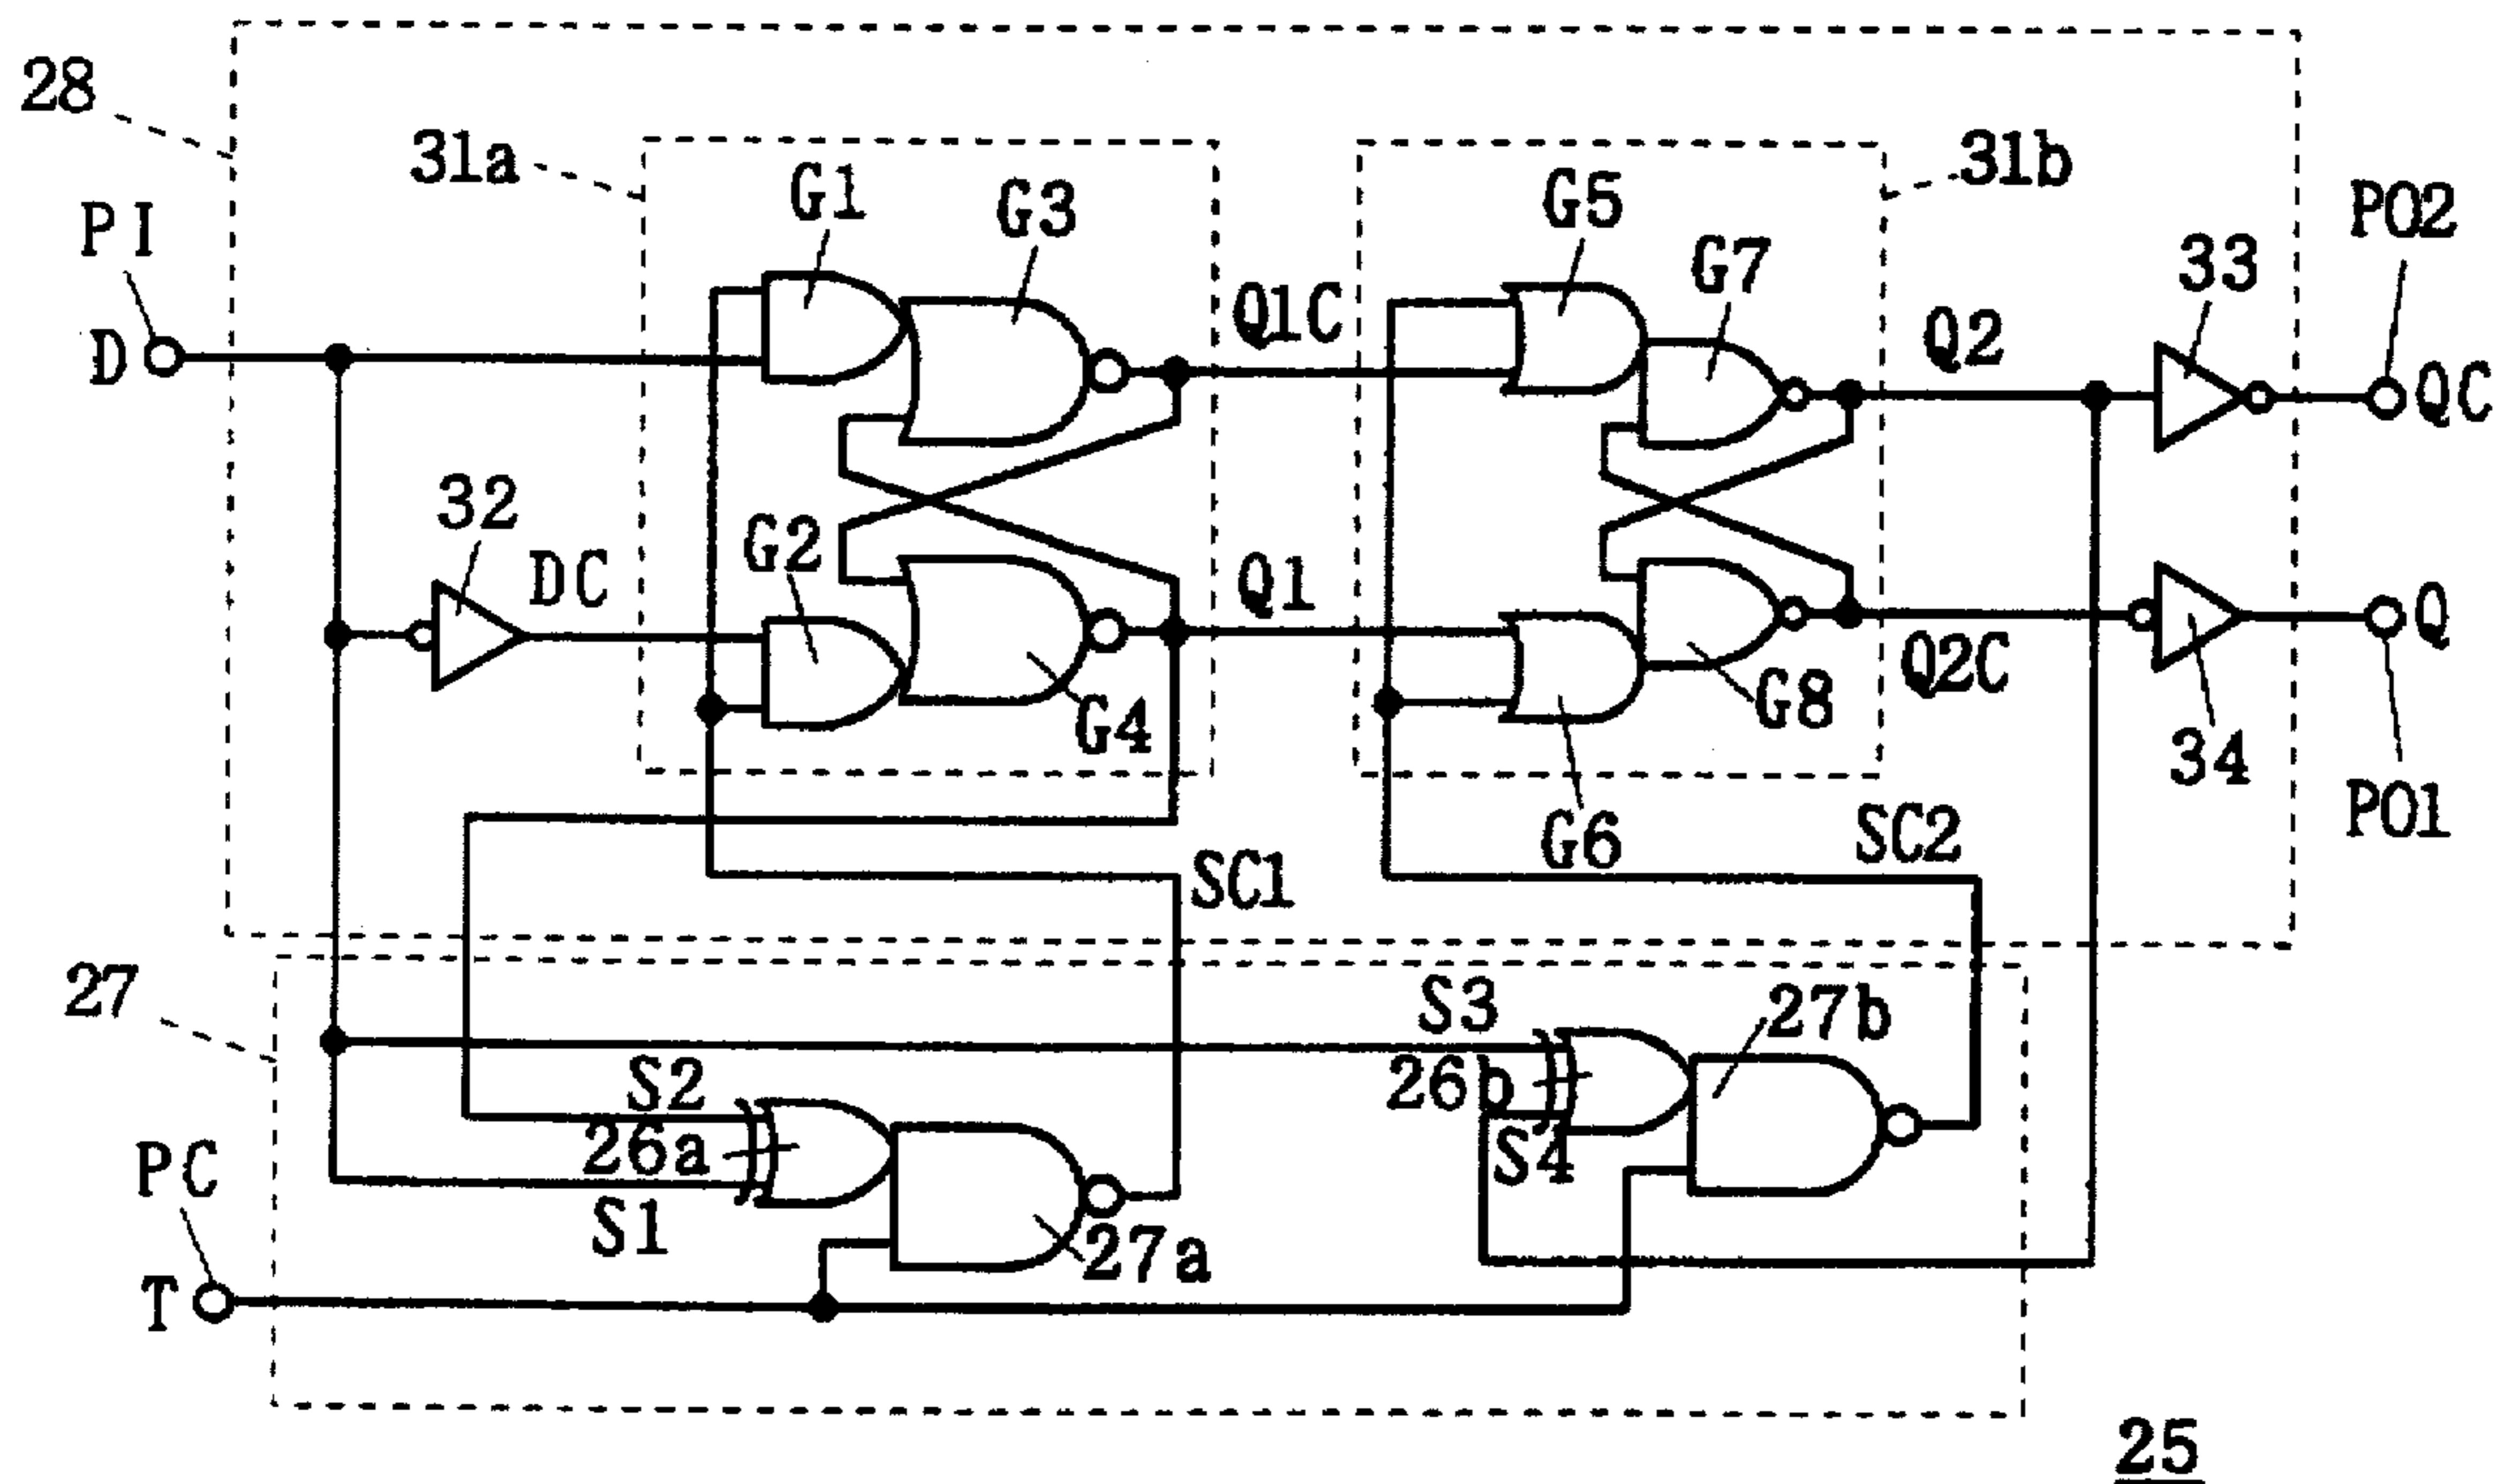 28
31a
G1
G3
G5
G7
31b
PO2
PI
33
Q1C
Q2
D
QC
32
DC
G2
Q1
G4
G8
Q2C
Q
34
PO1
G6
SC2
SC1
27
S3
27b
S2
26b
26a
S4
PC
S1
27a
T
25